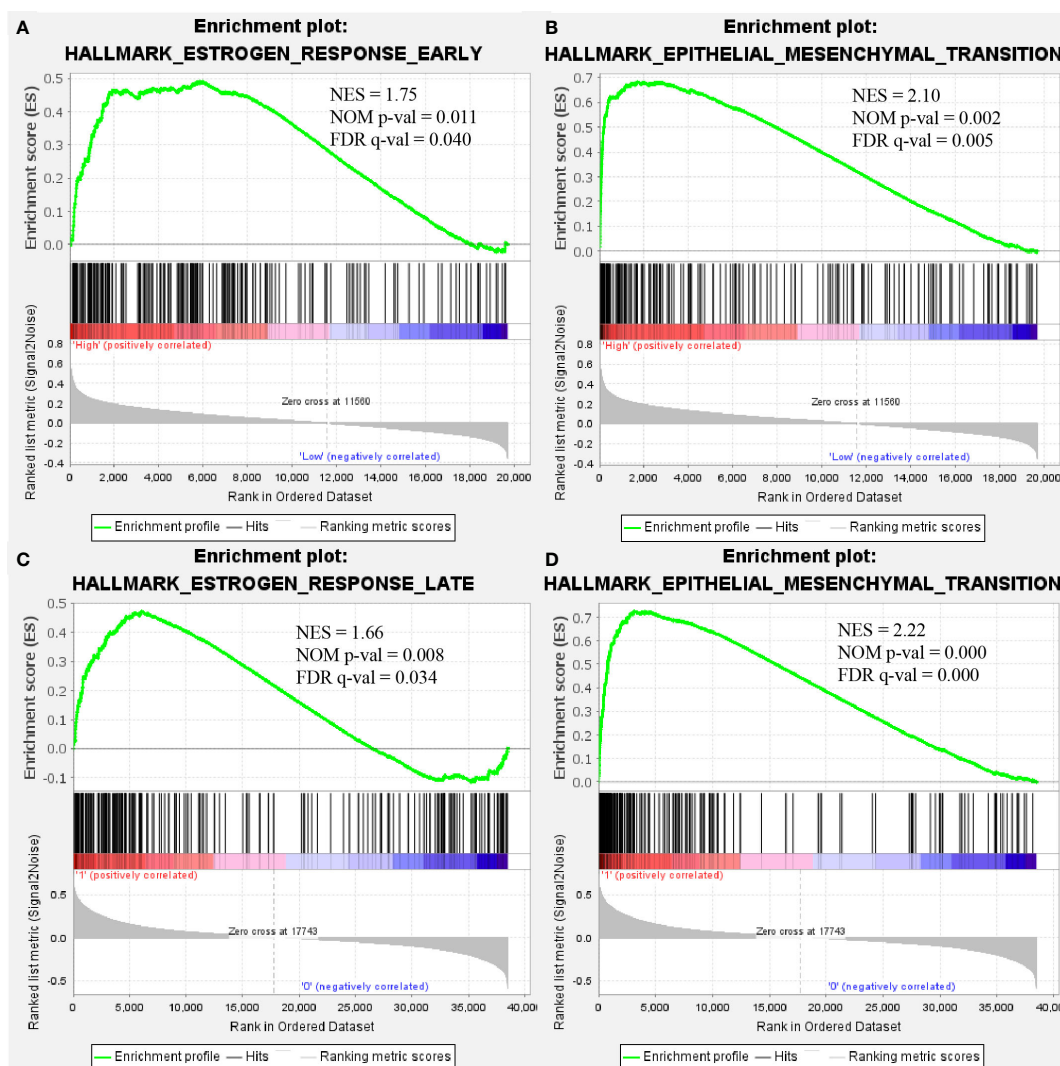 A
Enrichment plot:
HALLMARK_ESTROGEN_RESPONSE_EARLY
Enrichment score (ES)
0.5
0.4
0.3
0.2
0.1
0.0
NES = 1.75
NOM p-val = 0.011
FDR q-val = 0.040
Ranked list metric (Signal2Noise)
'High' (positively correlated)
0.8
0.6
0.4
0.2
0.0
-0.2
-0.4
Zero cross at 11560
'Low' (negatively correlated)
0 2,000 4,000 6,000 8,000 10,000 12,000 14,000 16,000 18,000 20,000
Rank in Ordered Dataset
Enrichment profile Hits Ranking metric scores
B
Enrichment plot:
HALLMARK_EPITHELIAL_MESENCHYMAL_TRANSITION
Enrichment score (ES)
0.7
0.6
0.5
0.4
0.3
0.2
0.1
0.0
NES = 2.10
NOM p-val = 0.002
FDR q-val = 0.005
Ranked list metric (Signal2Noise)
'High' (positively correlated)
0.8
0.6
0.4
0.2
0.0
-0.2
-0.4
Zero cross at 11560
'Low' (negatively correlated)
0 2,000 4,000 6,000 8,000 10,000 12,000 14,000 16,000 18,000 20,000
Rank in Ordered Dataset
Enrichment profile Hits Ranking metric scores
C
Enrichment plot:
HALLMARK_ESTROGEN_RESPONSE_LATE
Enrichment score (ES)
0.5
0.4
0.3
0.2
0.1
0.0
-0.1
NES = 1.66
NOM p-val = 0.008
FDR q-val = 0.034
Ranked list metric (Signal2Noise)
'1' (positively correlated)
0.5
0.0
-0.5
Zero cross at 17743
'0' (negatively correlated)
0 5,000 10,000 15,000 20,000 25,000 30,000 35,000 40,000
Rank in Ordered Dataset
Enrichment profile Hits Ranking metric scores
D
Enrichment plot:
HALLMARK_EPITHELIAL_MESENCHYMAL_TRANSITION
Enrichment score (ES)
0.7
0.6
0.5
0.4
0.3
0.2
0.1
0.0
NES = 2.22
NOM p-val = 0.000
FDR q-val = 0.000
Ranked list metric (Signal2Noise)
'1' (positively correlated)
0.5
0.0
-0.5
Zero cross at 17743
'0' (negatively correlated)
0 5,000 10,000 15,000 20,000 25,000 30,000 35,000 40,00
Rank in Ordered Dataset
Enrichment profile Hits Ranking metric scores